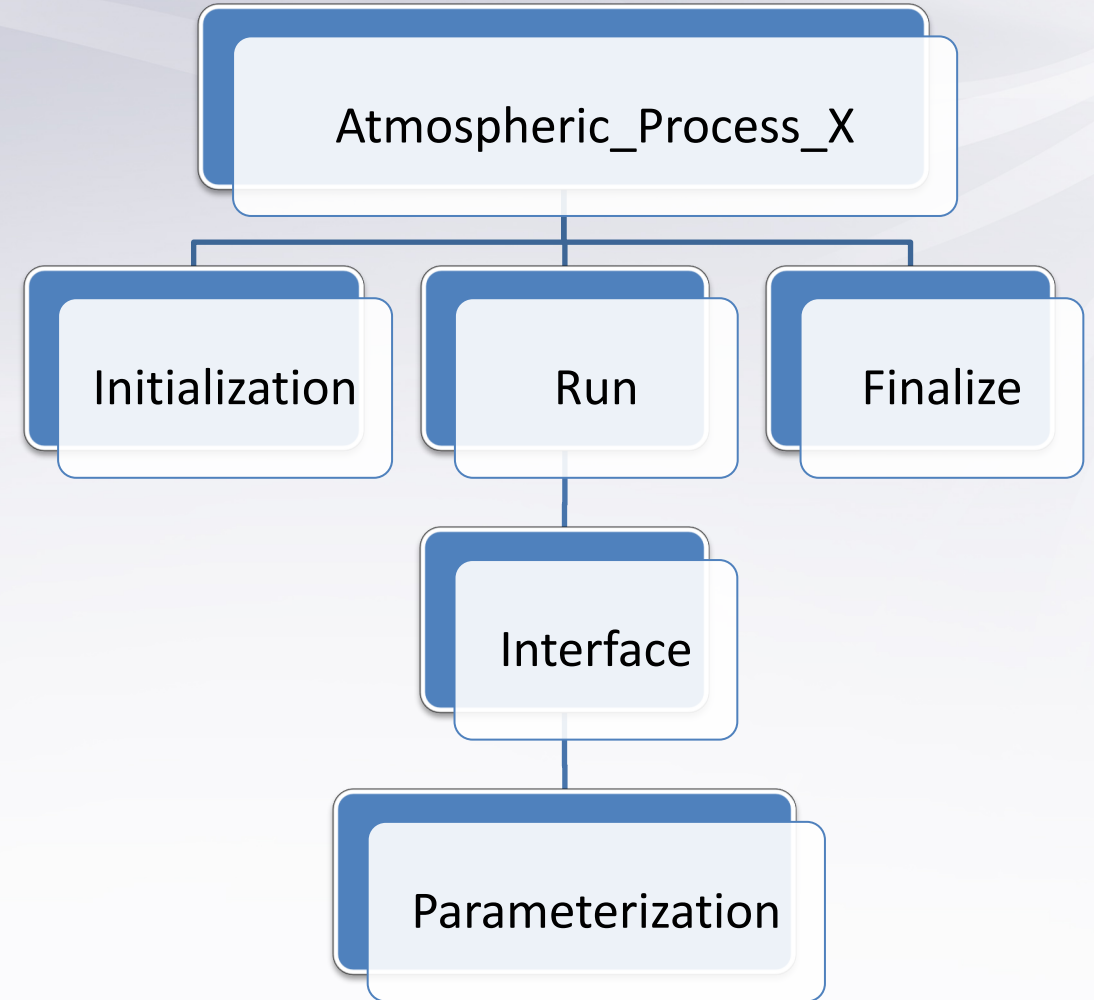 Atmospheric_Process_X
Initialization
Run
Finalize
Interface
Parameterization